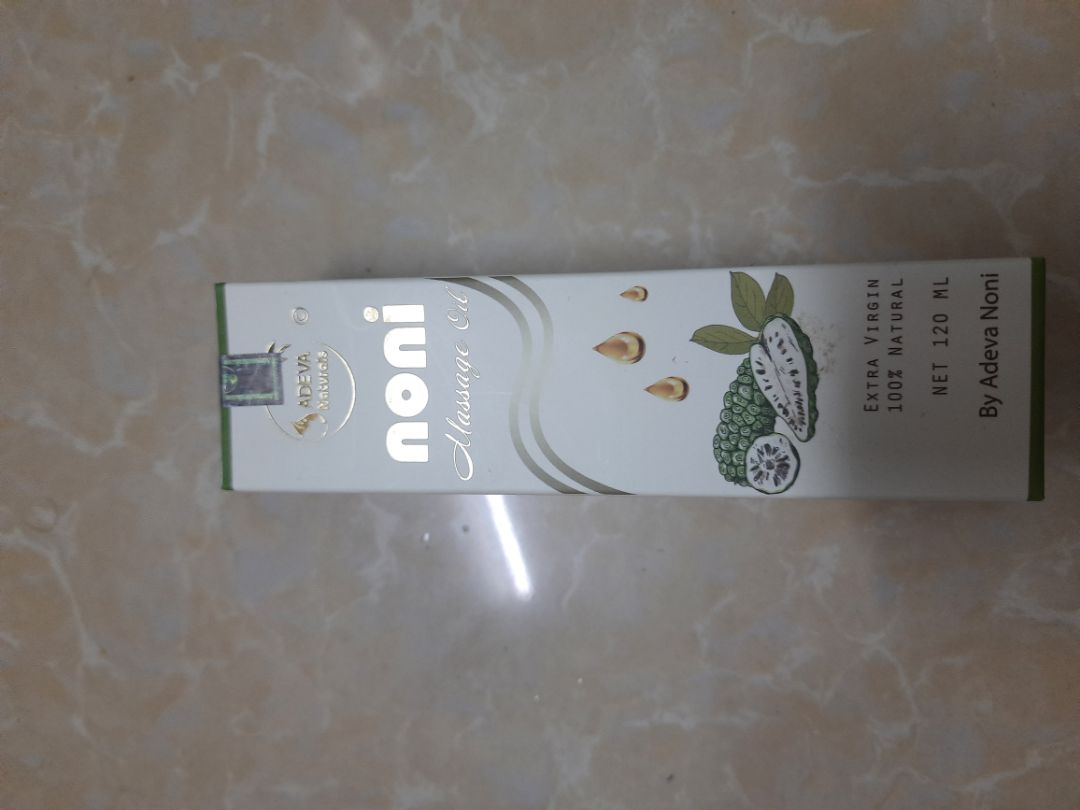 ©
ADEVA
Naturals
noni
Massage Oil
EXTRA VIRGIN
100% NATURAL
NET 120 ML
By Adeva Noni